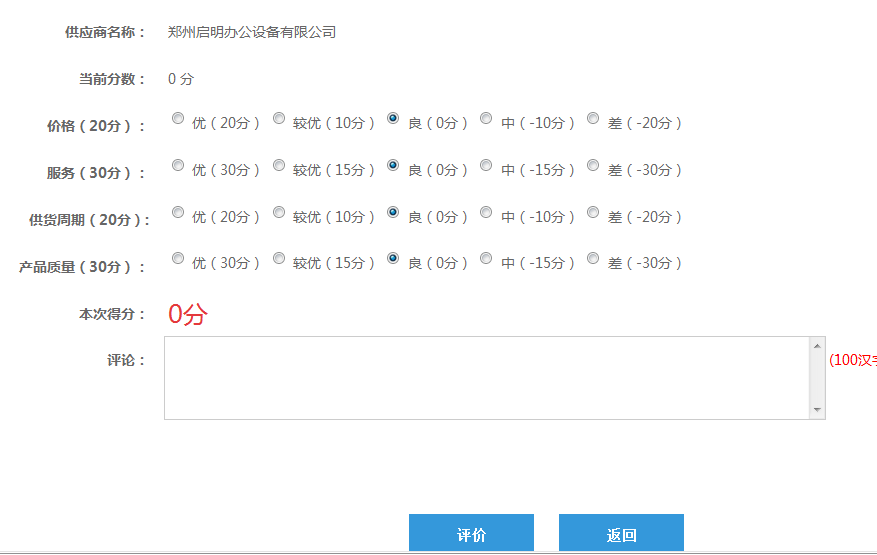 供应商名称： 郑州启明办公设备有限公司
当前分数： 0 分
价格（20分）： 优（20分） 较优（10分） 良（0分） 中（-10分） 差（-20分）
服务（30分）： 优（30分） 较优（15分） 良（0分） 中（-15分） 差（-30分）
供货周期（20分）： 优（20分） 较优（10分） 良（0分） 中（-10分） 差（-20分）
产品质量（30分）： 优（30分） 较优（15分） 良（0分） 中（-15分） 差（-30分）
本次得分： 0分
评论： (100汉字
评价 返回